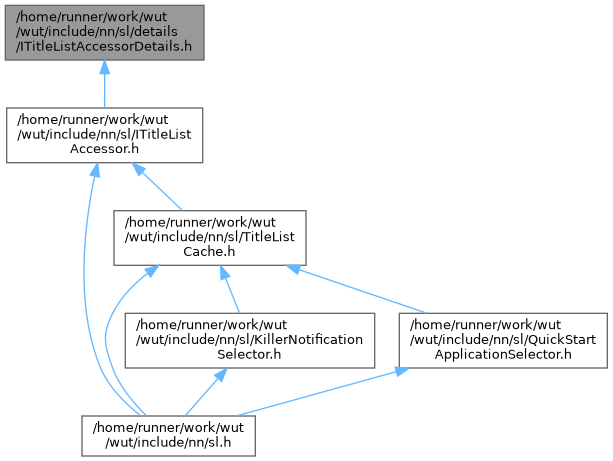 /home/runner/work/wut
/wut/include/nn/sl/details
/ITitleListAccessorDetails.h
/home/runner/work/wut
/wut/include/nn/sl/ITitleList
Accessor.h
/home/runner/work/wut
/wut/include/nn/sl/TitleList
Cache.h
/home/runner/work/wut
/wut/include/nn/sl/KillerNotification
Selector.h
/home/runner/work/wut
/wut/include/nn/sl/QuickStart
ApplicationSelector.h
/home/runner/work/wut
/wut/include/nn/sl.h